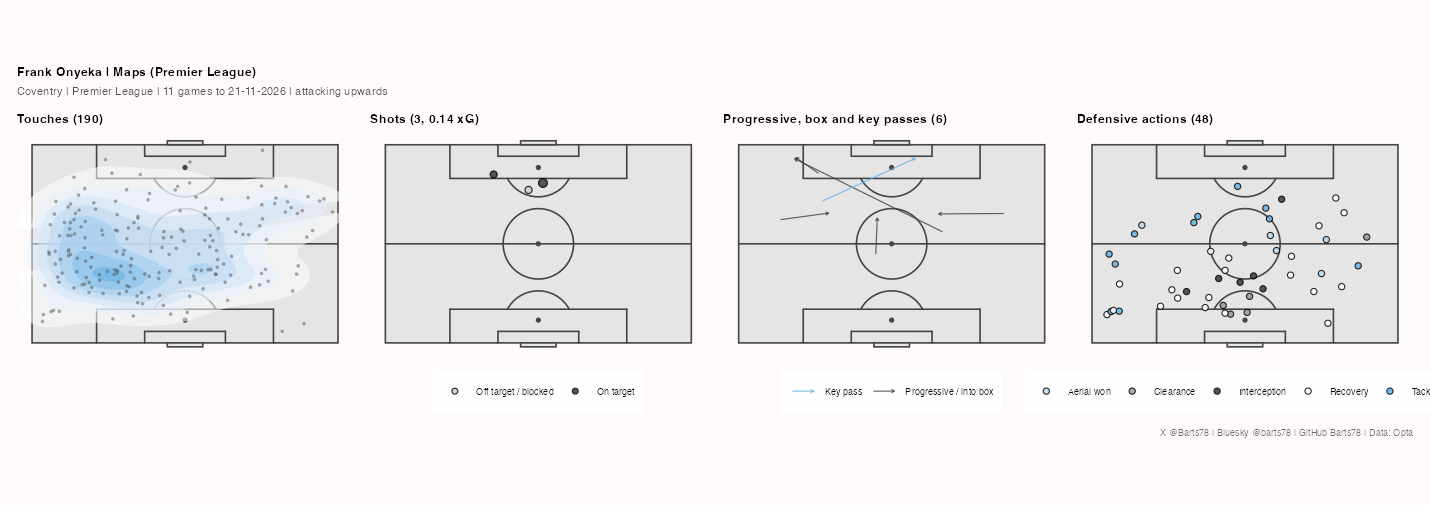 Frank Onyeka | Maps (Premier League)
Coventry | Premier League | 11 games to 21-11-2026 | attacking upwards
Touches (190)
Shots (3, 0.14 xG)
Progressive, box and key passes (6)
Defensive actions (48)
Off target / blocked
On target
Key pass
Progressive / into box
Aerial won
Clearance
Interception
Recovery
Tack
X @Barts78 | Bluesky @barts78 | GitHub Barts78 | Data: Opta